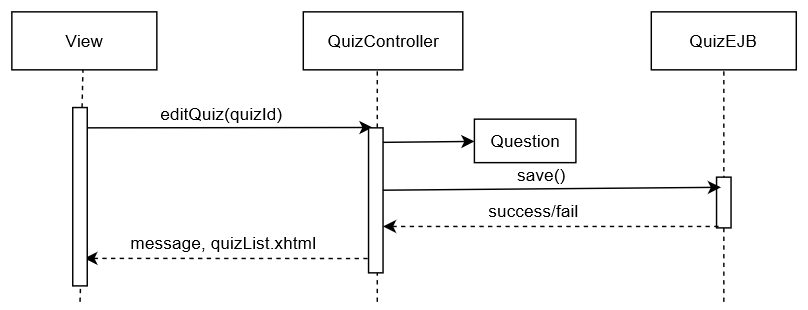 View
QuizController
QuizEJB
editQuiz(quizId)
Question
save()
success/fail
message, quizList.xhtml